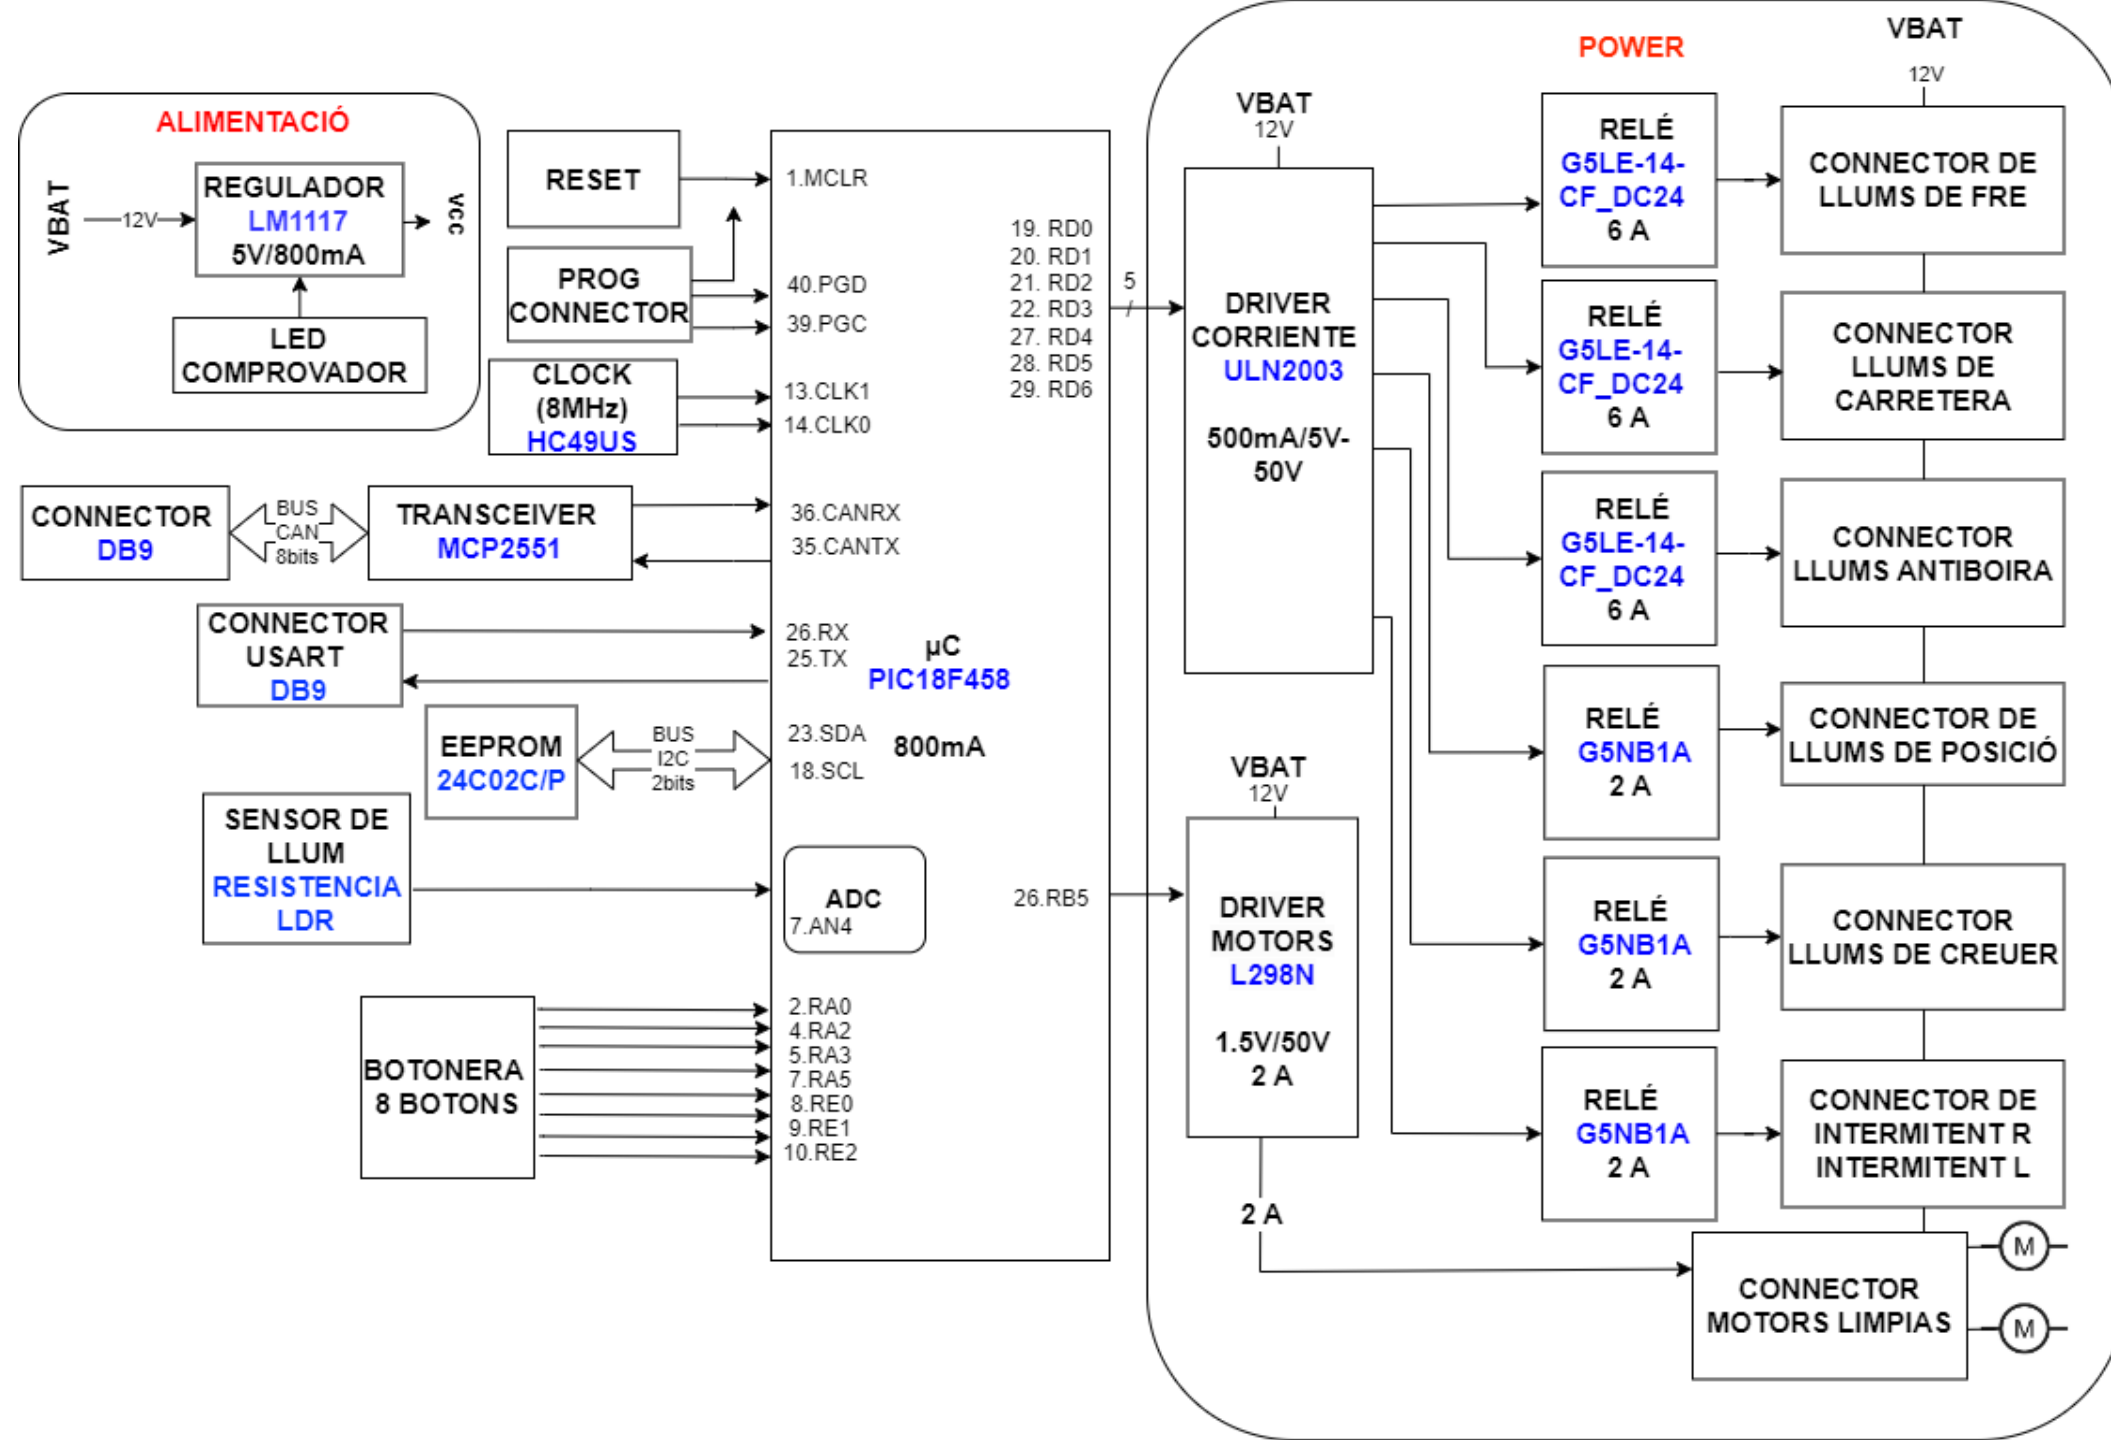 ALIMENTACIÓ
VBAT
12V
REGULADOR
LM1117
5V/800mA
VCC
LED
COMPROVADOR
RESET
PROG
CONNECTOR
CLOCK
(8MHz)
HC49US
CONNECTOR
DB9
BUS
CAN
8bits
TRANSCEIVER
MCP2551
CONNECTOR
USART
DB9
EEPROM
24C02C/P
BUS
I2C
2bits
SENSOR DE
LLUM
RESISTENCIA
LDR
BOTONERA
8 BOTONS
1.MCLR
40.PGD
39.PGC
13.CLK1
14.CLK0
36.CANRX
35.CANTX
26.RX
25.TX
23.SDA
18.SCL
ADC
7.AN4
2.RA0
4.RA2
5.RA3
7.RA5
8.RE0
9.RE1
10.RE2
µC
PIC18F458
800mA
19. RD0
20. RD1
21. RD2
22. RD3
27. RD4
28. RD5
29. RD6
26.RB5
5
/
POWER
VBAT
12V
DRIVER
CORRIENTE
ULN2003
500mA/5V-
50V
VBAT
12V
DRIVER
MOTORS
L298N
1.5V/50V
2 A
2 A
RELÉ
G5LE-14-
CF_DC24
6 A
RELÉ
G5LE-14-
CF_DC24
6 A
RELÉ
G5LE-14-
CF_DC24
6 A
RELÉ
G5NB1A
2 A
RELÉ
G5NB1A
2 A
RELÉ
G5NB1A
2 A
VBAT
12V
CONNECTOR DE
LLUMS DE FRE
CONNECTOR
LLUMS DE
CARRETERA
CONNECTOR
LLUMS ANTIBOIRA
CONNECTOR DE
LLUMS DE POSICIÓ
CONNECTOR
LLUMS DE CREUER
CONNECTOR DE
INTERMITENT R
INTERMITENT L
CONNECTOR
MOTORS LIMPIAS
M
M